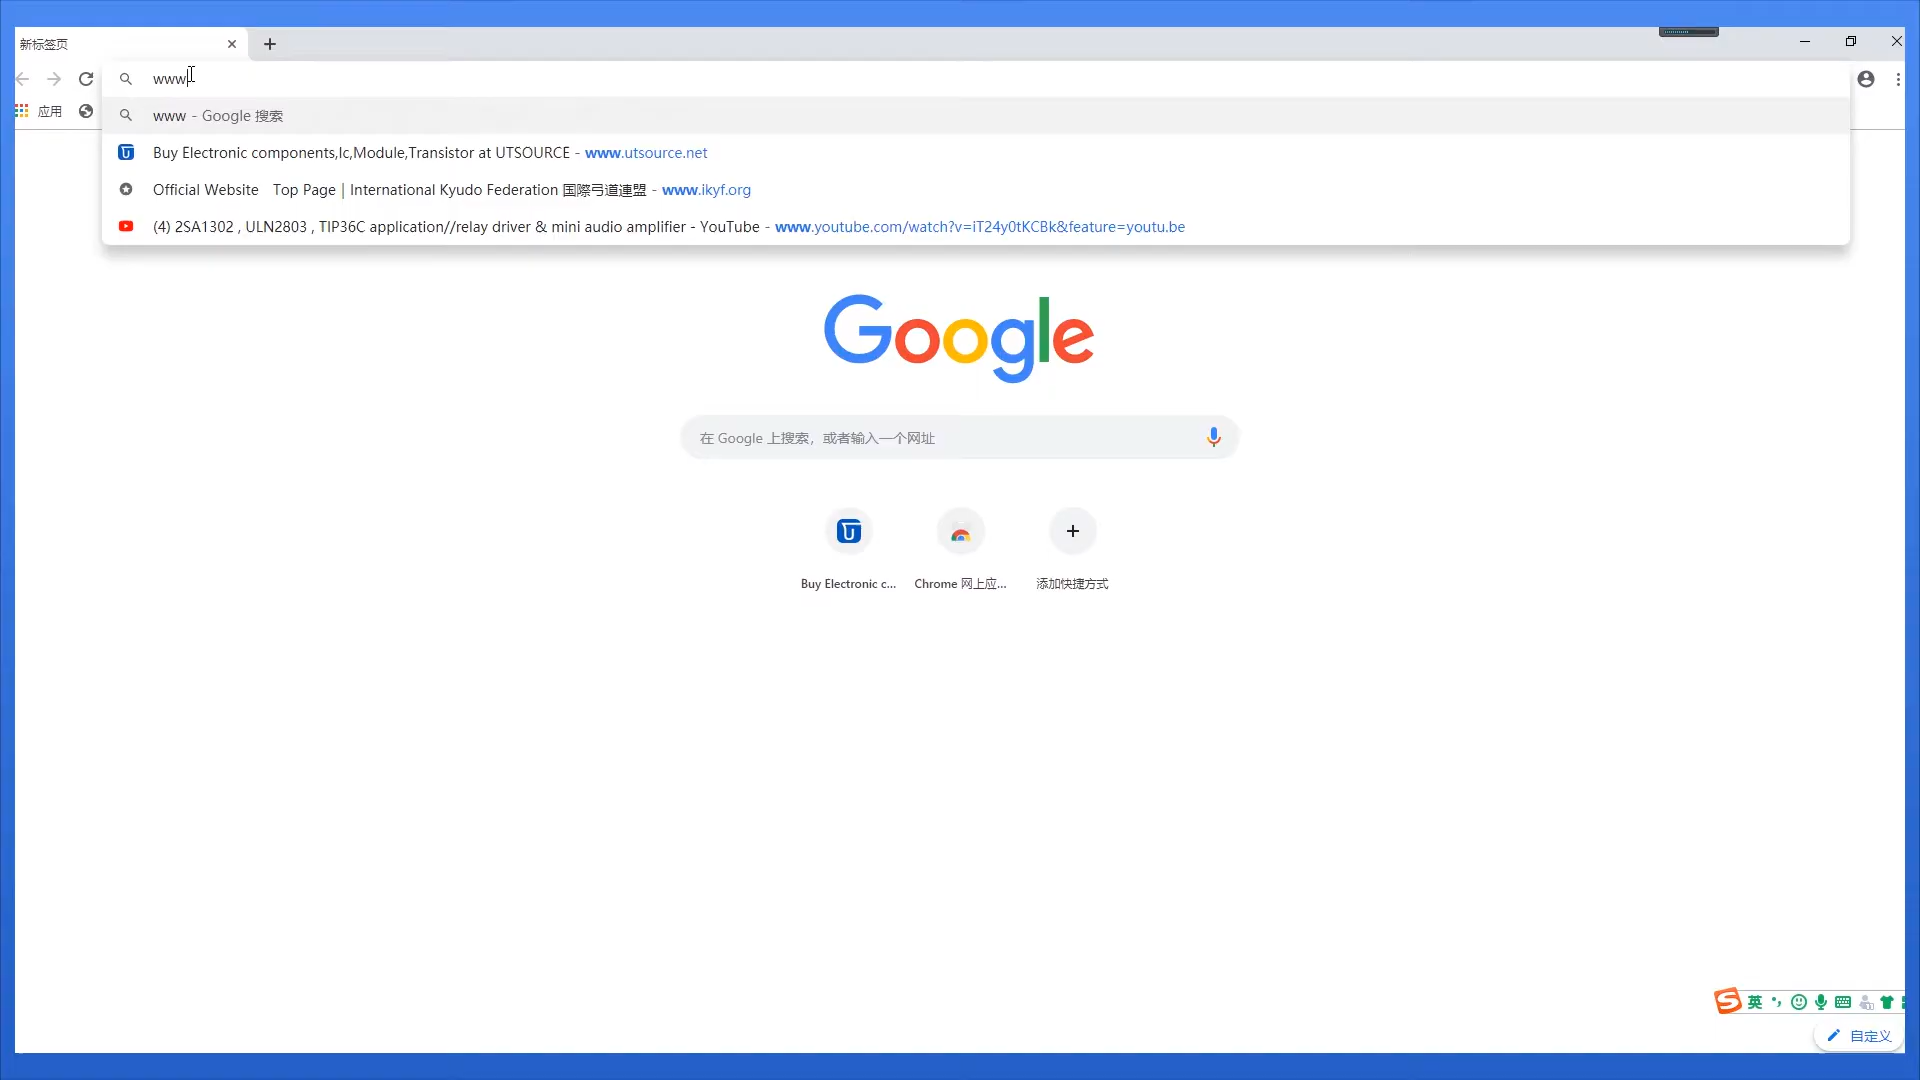 新标签页
www
应用
www - Google 搜索
Buy Electronic components,Ic,Module,Transistor at UTSOURCE - www.utsource.net
Official Website　Top Page | International Kyudo Federation 国際弓道連盟 - www.ikyf.org
(4) 2SA1302 , ULN2803 , TIP36C application//relay driver & mini audio amplifier - YouTube - www.youtube.com/watch?v=iT24y0tKCBk&feature=youtu.be
Google
在 Google 上搜索，或者输入一个网址
Buy Electronic c... Chrome 网上应... 添加快捷方式
英
自定义